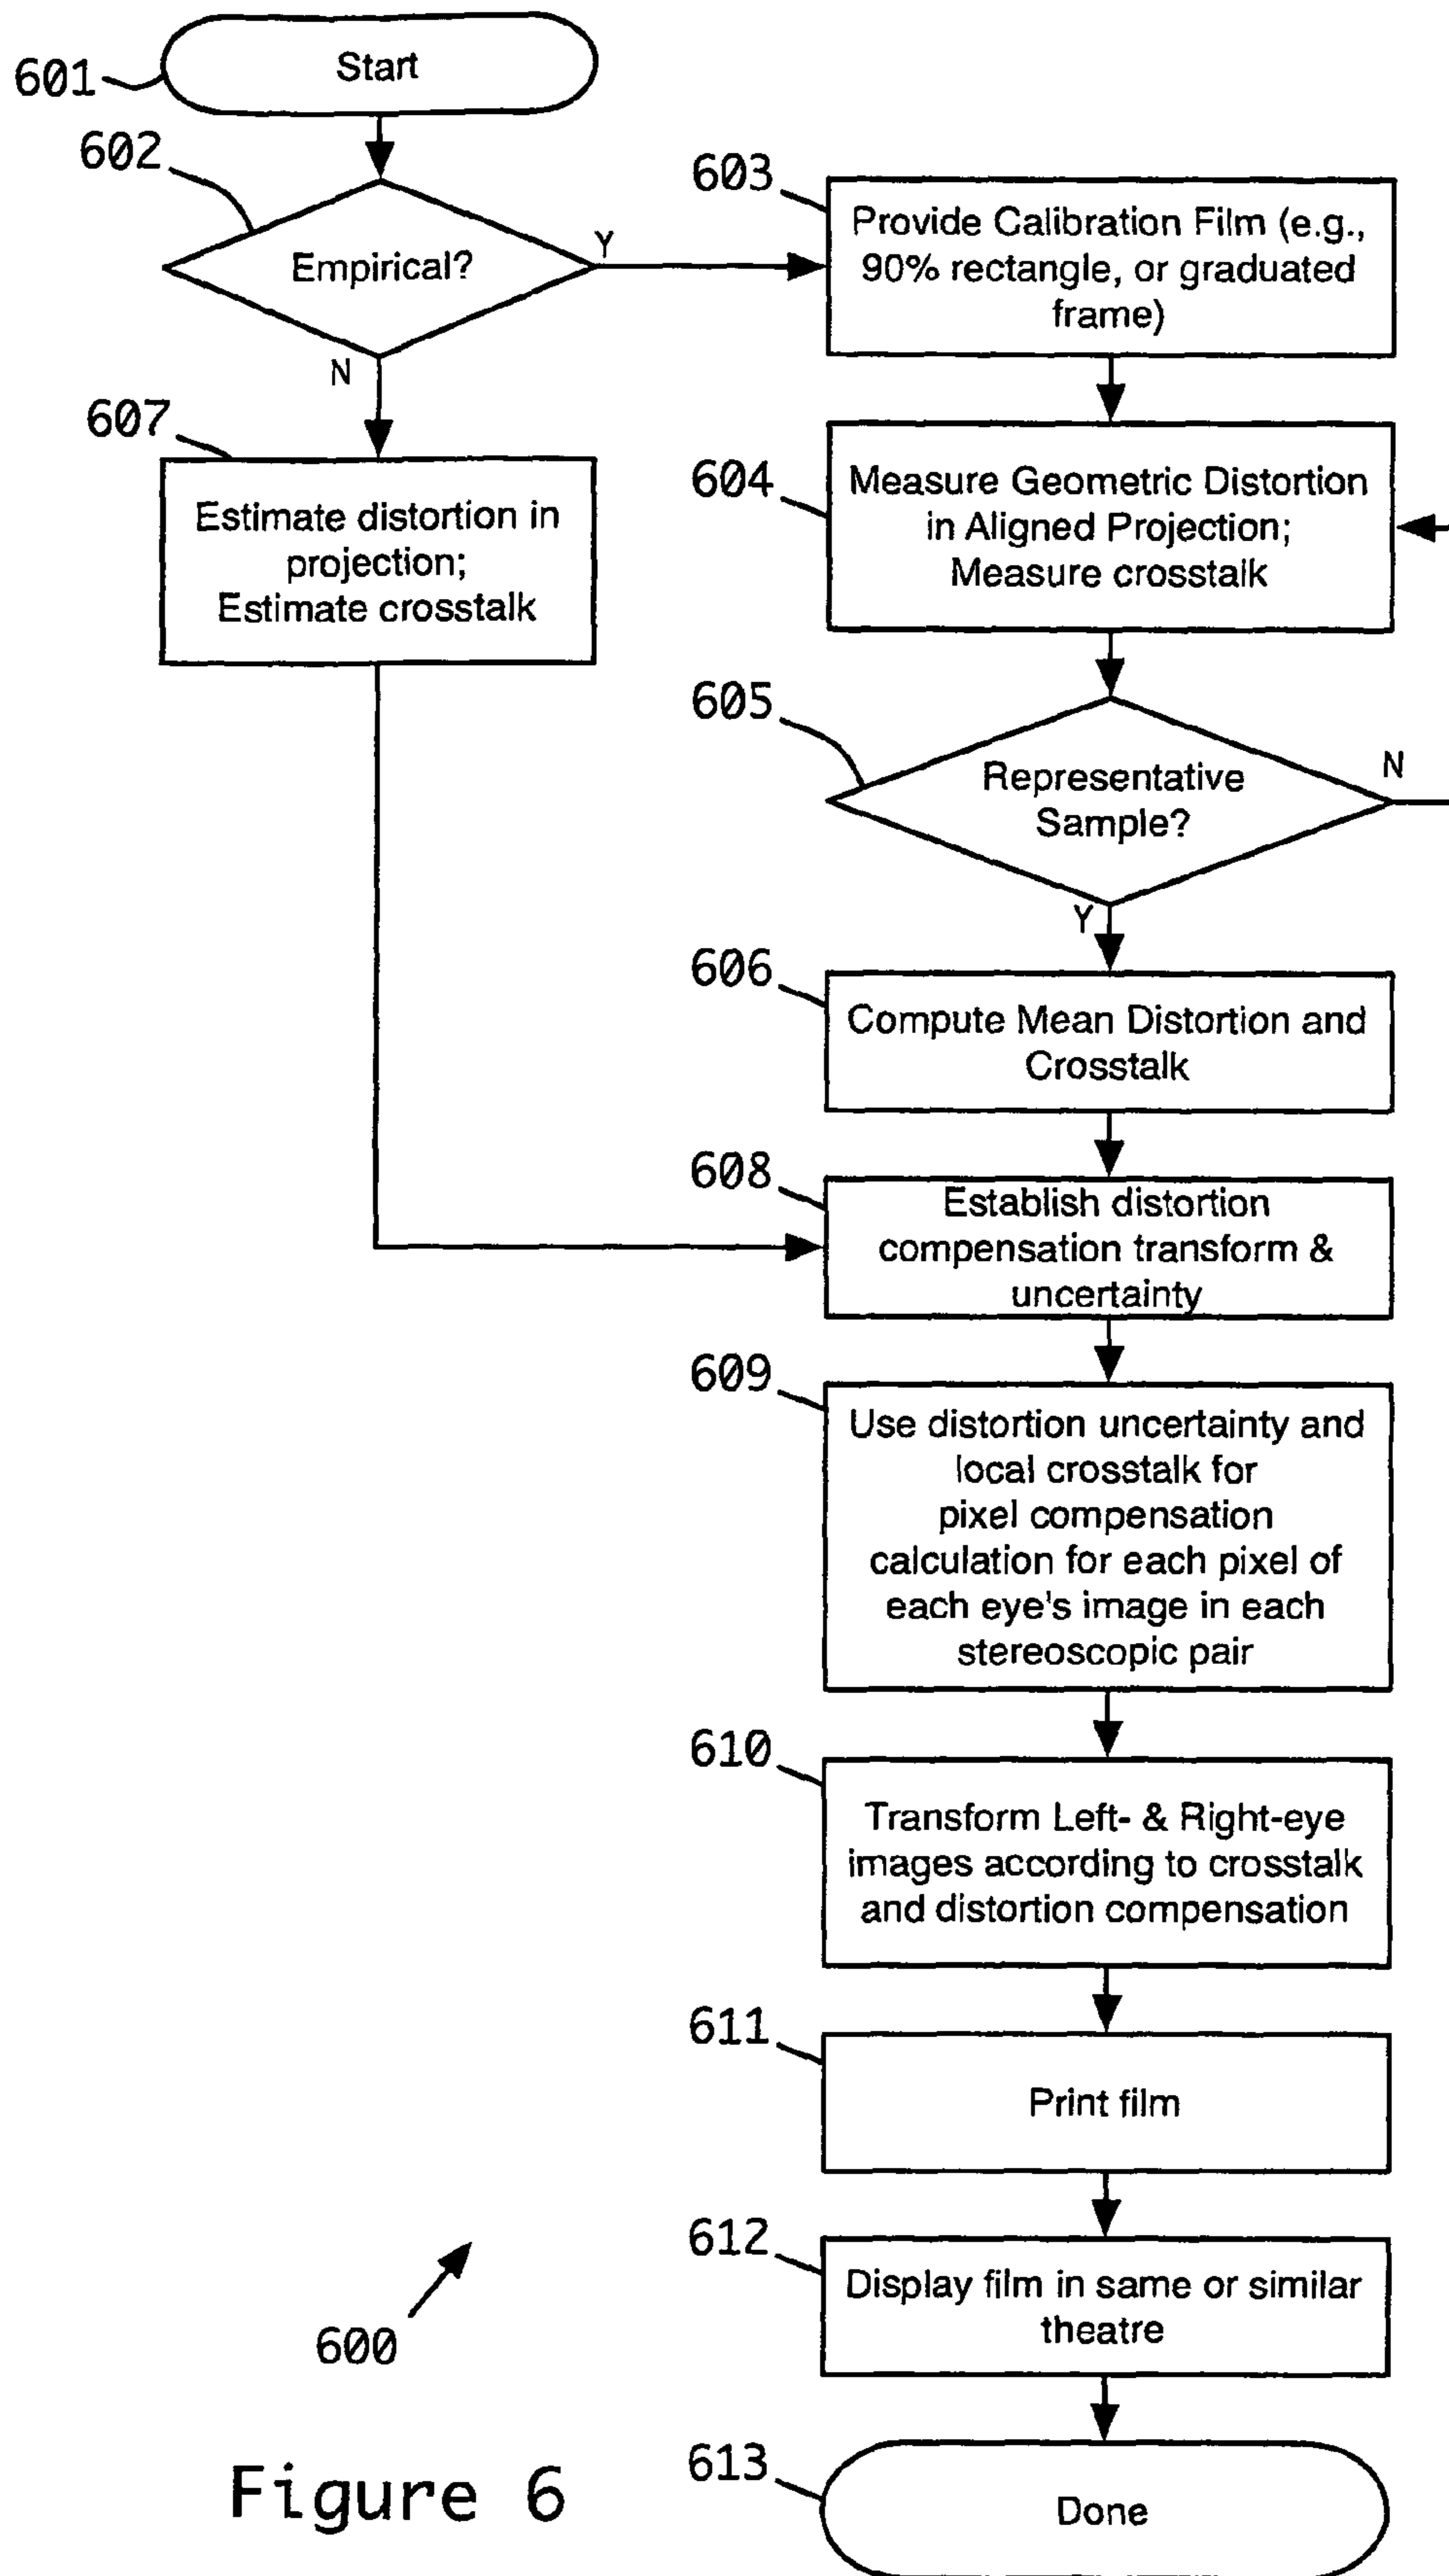 601
Start
602
Empirical?
Y
N
603
Provide Calibration Film (e.g.,
90% rectangle, or graduated
frame)
607
Estimate distortion in
projection;
Estimate crosstalk
604
Measure Geometric Distortion
in Aligned Projection;
Measure crosstalk
605
Representative
Sample?
N
Y
606
Compute Mean Distortion and
Crosstalk
608
Establish distortion
compensation transform &
uncertainty
609
Use distortion uncertainty and
local crosstalk for
pixel compensation
calculation for each pixel of
each eye's image in each
stereoscopic pair
610
Transform Left- & Right-eye
images according to crosstalk
and distortion compensation
611
Print film
612
Display film in same or similar
theatre
600
613
Done
Figure 6